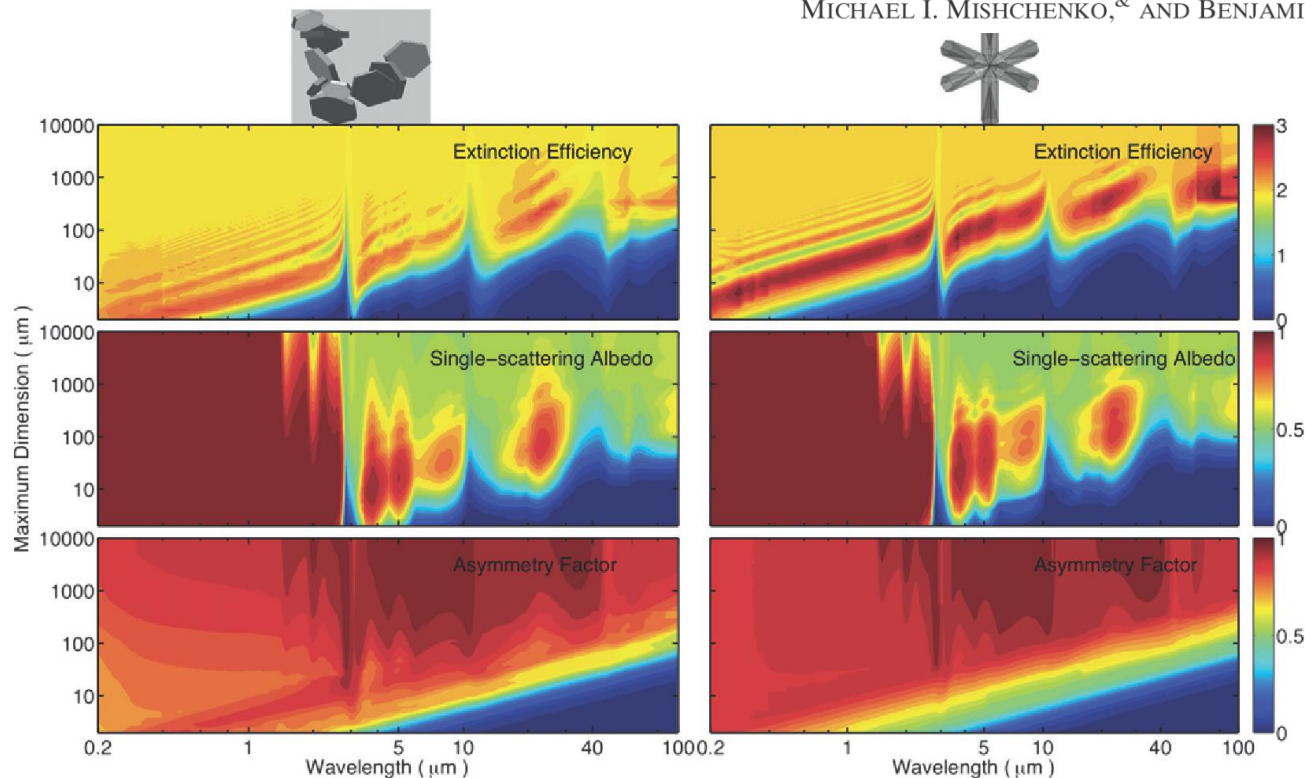 MICHAEL I. MISHCHENKO,& AND BENJAMI
10000
1000
100
10
Extinction Efficiency
Extinction Efficiency
3
2
1
0
10000
1000
100
10
Single-scattering Albedo
Single-scattering Albedo
1
0.5
0
10000
1000
100
10
Asymmetry Factor
Asymmetry Factor
1
0.5
0
Maximum Dimension ( μm )
0.2 1 5 10 40 100
0.2 1 5 10 40 100
Wavelength ( μm )
Wavelength ( μm )